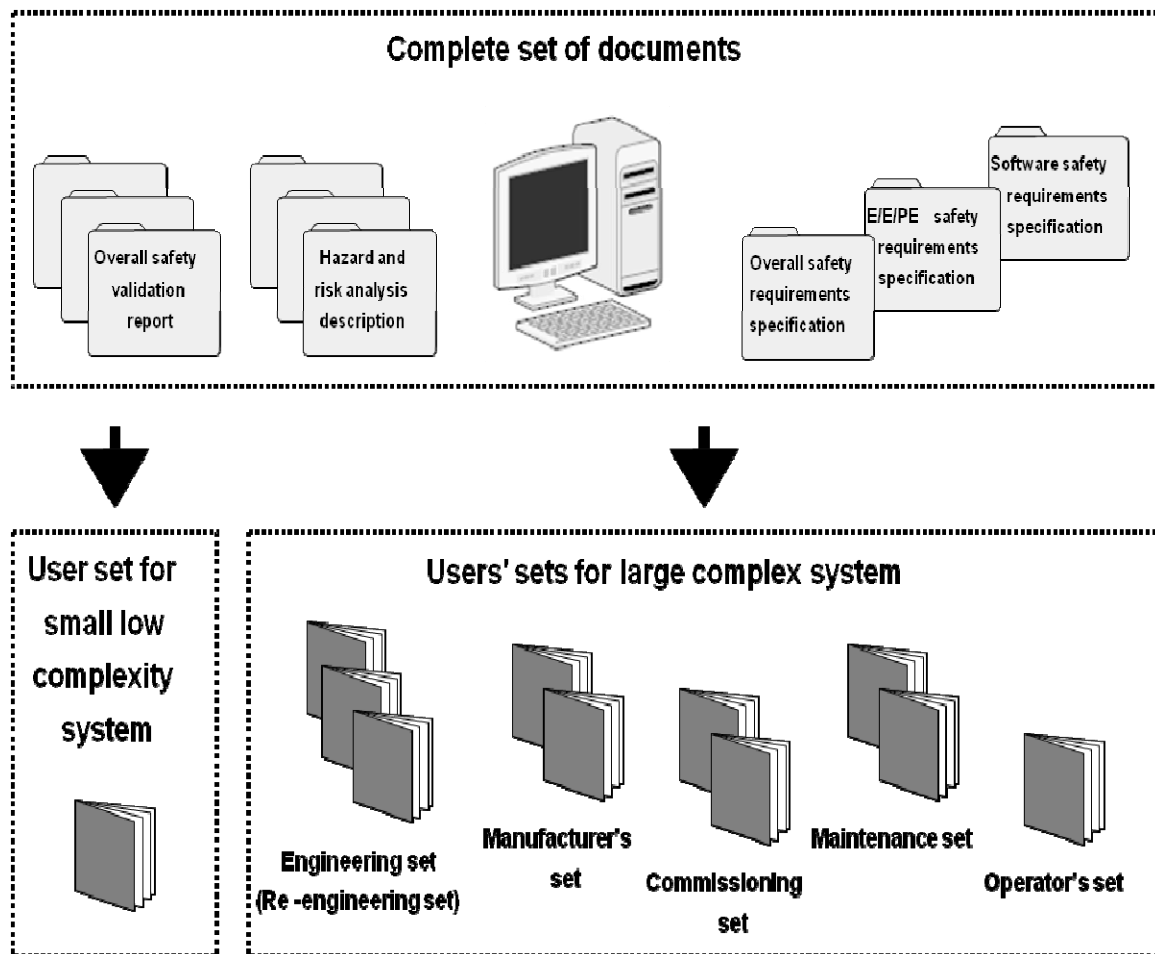 Complete set of documents
Overall safety
validation
report
Hazard and
risk analysis
description
Overall safety
requirements
specification
E/E/PE safety
requirements
specification
Software safety
requirements
specification
User set for
small low
complexity
system
Users' sets for large complex system
Engineering set
(Re -engineering set)
Manufacturer's
set
Commissioning
set
Maintenance set
Operator's set